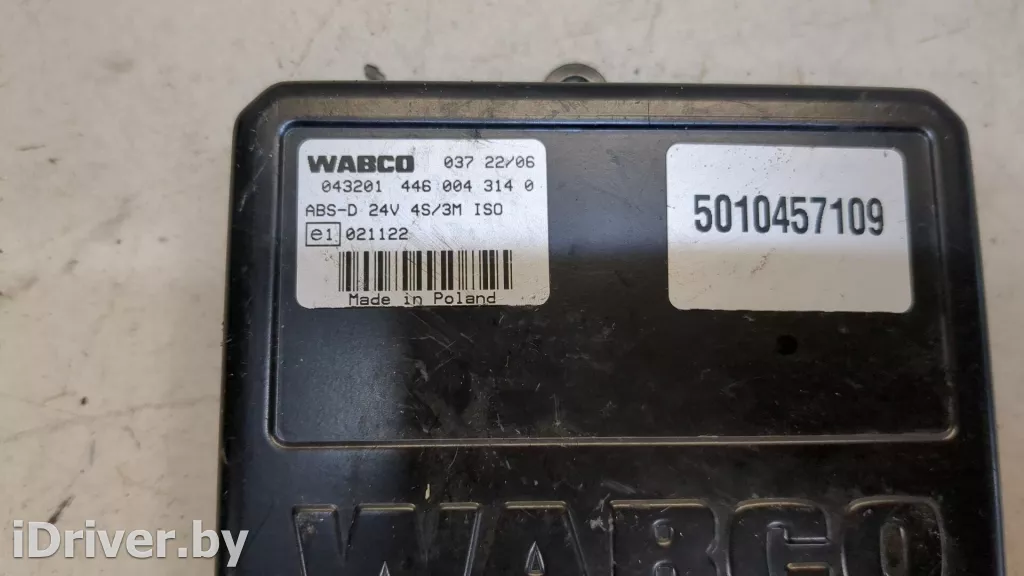 WABCO 037 22/06
043201 446 004 314 0
ABS-D 24V 4S/3M ISO
e1 021122
Made in Poland
5010457109
WABCO
iDriver.by